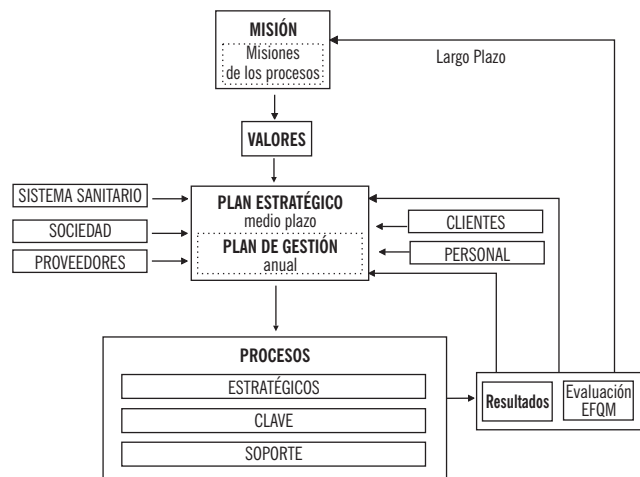 MISIÓN
Misiones
de los procesos
Largo Plazo
VALORES
SISTEMA SANITARIO
SOCIEDAD
PROVEEDORES
PLAN ESTRATÉGICO
medio plazo
PLAN DE GESTIÓN
anual
CLIENTES
PERSONAL
PROCESOS
ESTRATÉGICOS
CLAVE
SOPORTE
Resultados
Evaluación
EFQM